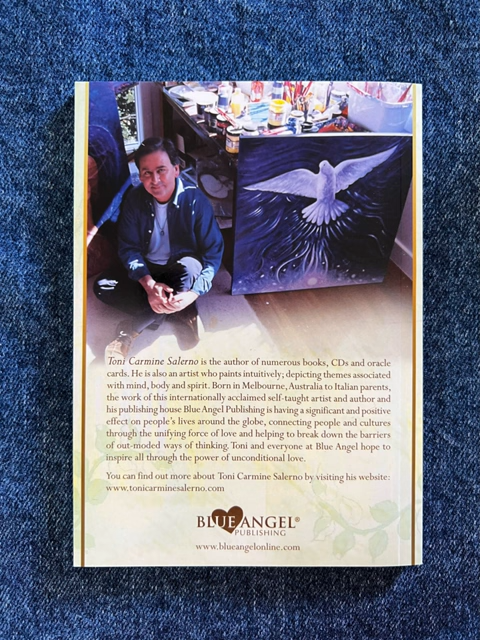 Toni Carmine Salerno is the author of numerous books, CDs and oracle
cards. He is also an artist who paints intuitively; depicting themes associated
with mind, body and spirit. Born in Melbourne, Australia to Italian parents,
the work of this internationally acclaimed self-taught artist and author and
his publishing house Blue Angel Publishing is having a significant and positive
effect on people's lives around the globe, connecting people and cultures
through the unifying force of love and helping to break down the barriers
of out-moded ways of thinking. Toni and everyone at Blue Angel hope to
inspire all through the power of unconditional love.
You can find out more about Toni Carmine Salerno by visiting his website:
www.tonicarminesalerno.com
BLUE ANGEL®
PUBLISHING
www.blueangelonline.com